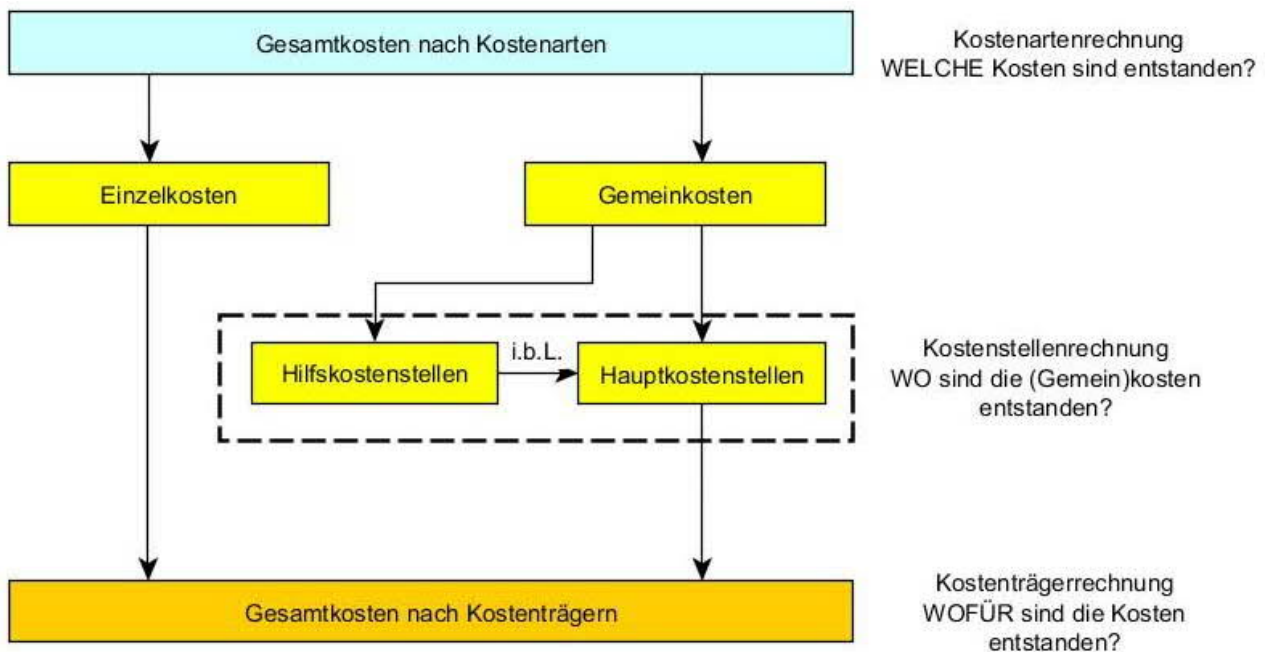 Gesamtkosten nach Kostenarten
Kostenartenrechnung
WELCHE Kosten sind entstanden?
Einzelkosten
Gemeinkosten
Hilfskostenstellen
i.b.L.
Hauptkostenstellen
Kostenstellenrechnung
WO sind die (Gemein)kosten
entstanden?
Gesamtkosten nach Kostenträgern
Kostenträgerrechnung
WOFÜR sind die Kosten
entstanden?